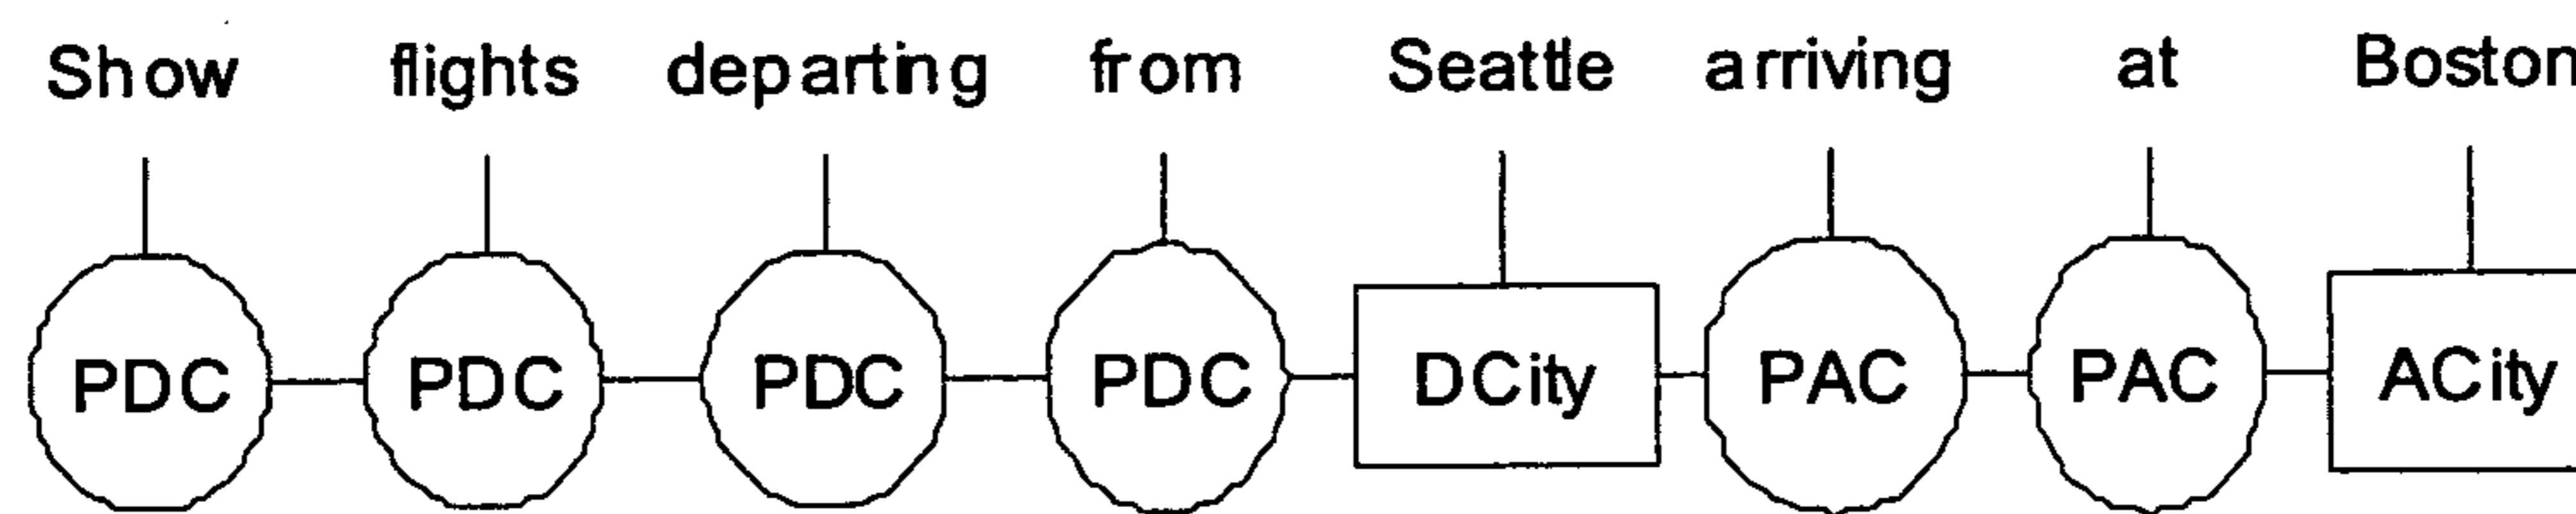 Show flights departing from Seattle arriving at Boston
PDC PDC PDC PDC DCity PAC PAC ACity